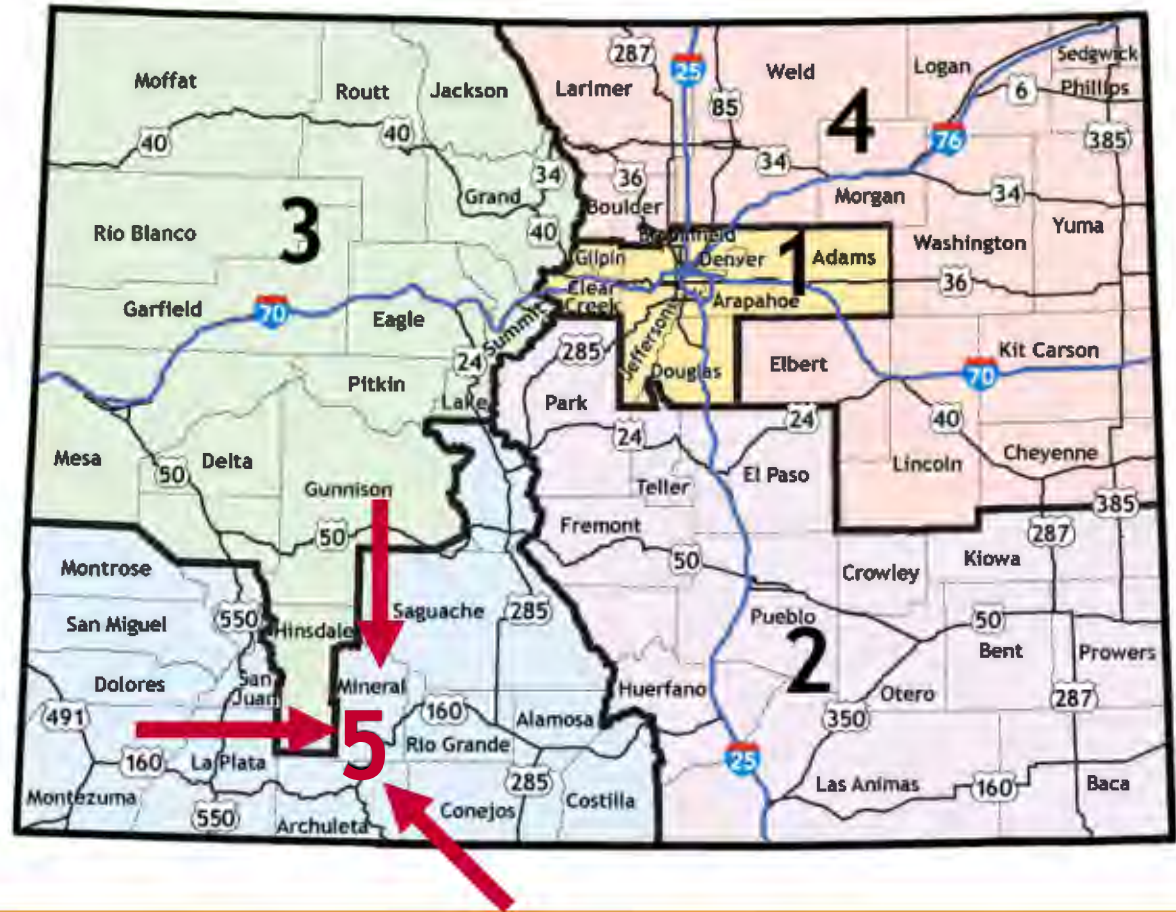 287
25
Weld
Logan
Sedgwick
Moffat
Routt
Jackson
Larimer
85
6
Phillips
40
40
4
76
385
34
36
34
Grand
Boulder
Morgan
34
Rio Blanco
3
40
Broomfield
Washington
Yuma
Gilpin
Denver
1
Adams
Clear
Creek
Arapahoe
36
Garfield
70
Eagle
Summit
Jefferson
285
24
Douglas
Elbert
Kit Carson
70
Pitkin
Lake
Park
24
40
24
Mesa
50
Delta
El Paso
Lincoln
Cheyenne
Gunnison
Teller
385
50
Fremont
287
50
Kiowa
Montrose
Crowley
Saguache
285
Pueblo
50
San Miguel
550
Hinsdale
2
Bent
Prowers
Dolores
San
Juan
Mineral
Huerfano
Otero
287
491
160
Alamosa
350
5
Rio Grande
160
La Plata
25
285
Las Animas
160
Baca
Montezuma
550
Archuleta
Conejos
Costilla